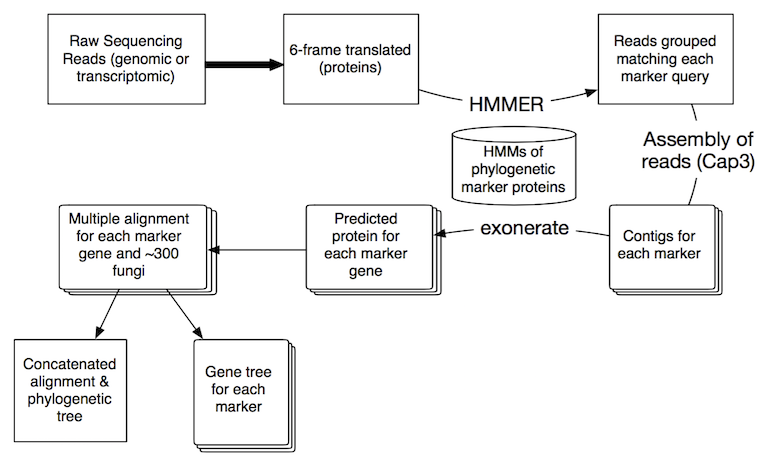 Raw Sequencing
Reads (genomic or
transcriptomic)
6-frame translated
(proteins)
HMMER
Reads grouped
matching each
marker query
Assembly of
reads (Cap3)
HMMs of
phylogenetic
marker proteins
Contigs for
each marker
exonerate
Predicted
protein for
each marker
gene
Multiple alignment
for each marker
gene and ~300
fungi
Concatenated
alignment &
phylogenetic
tree
Gene tree
for each
marker